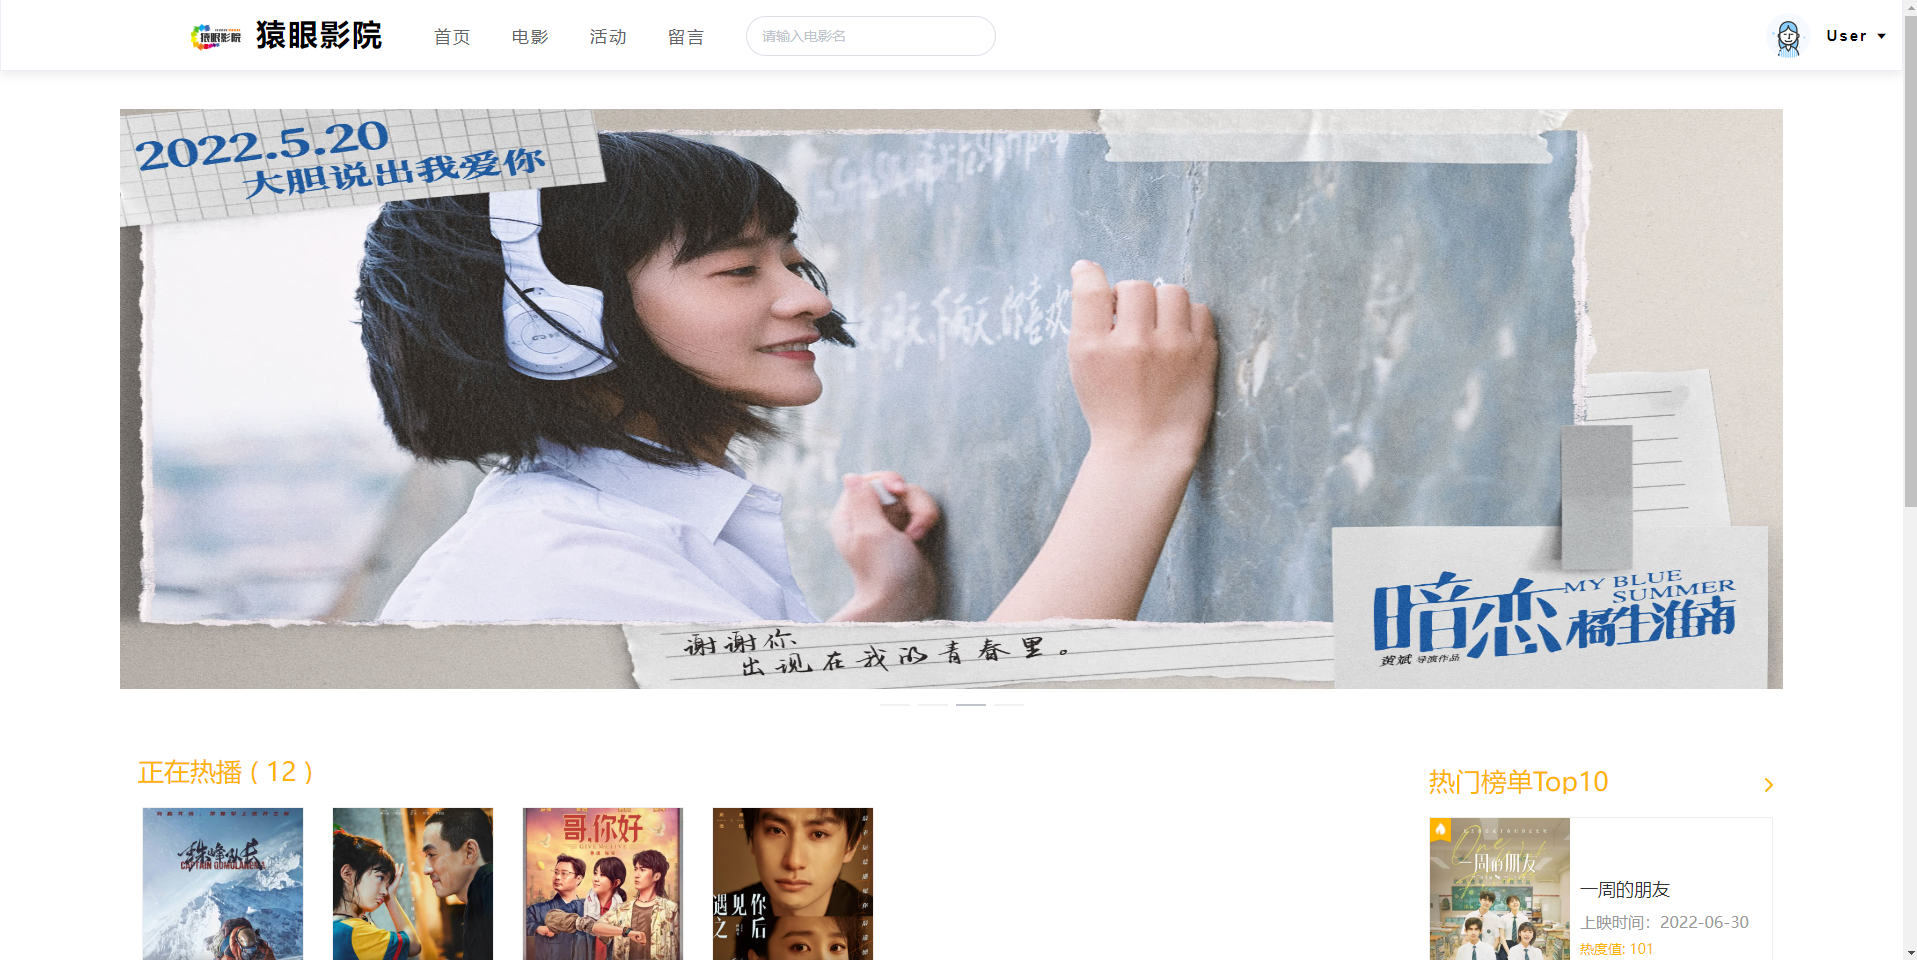 猿眼影院
猿眼影院
首页
电影
活动
留言
请输入电影名
User
2022.5.20
大胆说出我爱你
谢谢你
出现在我的青春里。
暗恋
MY BLUE
SUMMER
橘生淮南
黄斌 导演作品
正在热播 ( 12 )
热门榜单Top10
珠峰队长
CAPTAIN QOMOLANGMA
哥,你好
GIVE ME FIVE
遇见你
之后
一周的朋友
一周的朋友
上映时间: 2022-06-30
热度值: 101